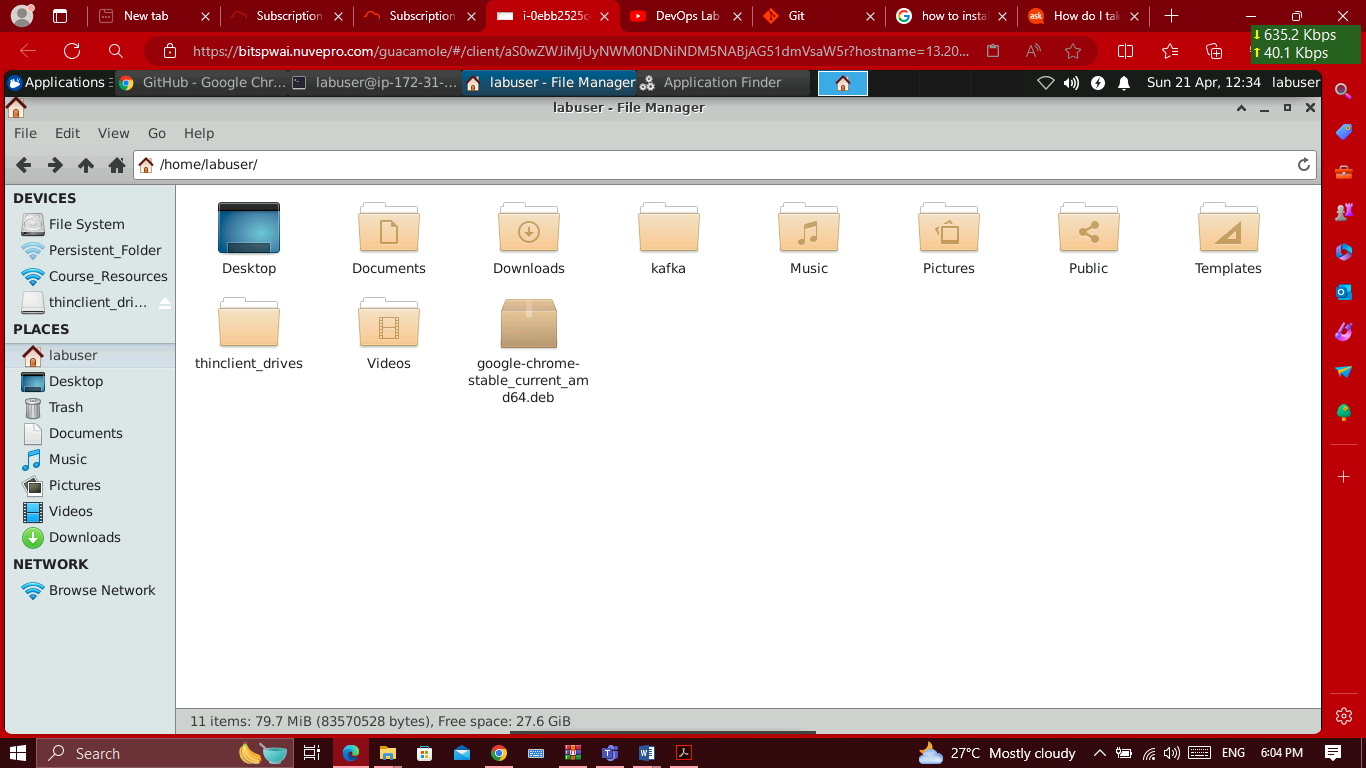 New tab
Subscription
Subscription
i-0ebb2525c
DevOps Lab
Git
how to insta
ask
How do I tak
https://bitspwai.nuvepro.com/guacamole/#/client/aS0wZWJiMjUyNWM0NDNiNDM5NABjAG51dmVsaW5r?hostname=13.20...
635.2 Kbps
40.1 Kbps
Applications
GitHub - Google Chr...
labuser@ip-172-31-...
labuser - File Manager
Application Finder
Sun 21 Apr, 12:34
labuser
labuser - File Manager
File Edit View Go Help
/home/labuser/
DEVICES
File System
Persistent_Folder
Course_Resources
thinclient_dri...
PLACES
labuser
Desktop
Trash
Documents
Music
Pictures
Videos
Downloads
NETWORK
Browse Network
Desktop
Documents
Downloads
kafka
Music
Pictures
Public
Templates
thinclient_drives
Videos
google-chrome-
stable_current_am
d64.deb
11 items: 79.7 MiB (83570528 bytes), Free space: 27.6 GiB
Search
27°C Mostly cloudy
ENG
6:04 PM